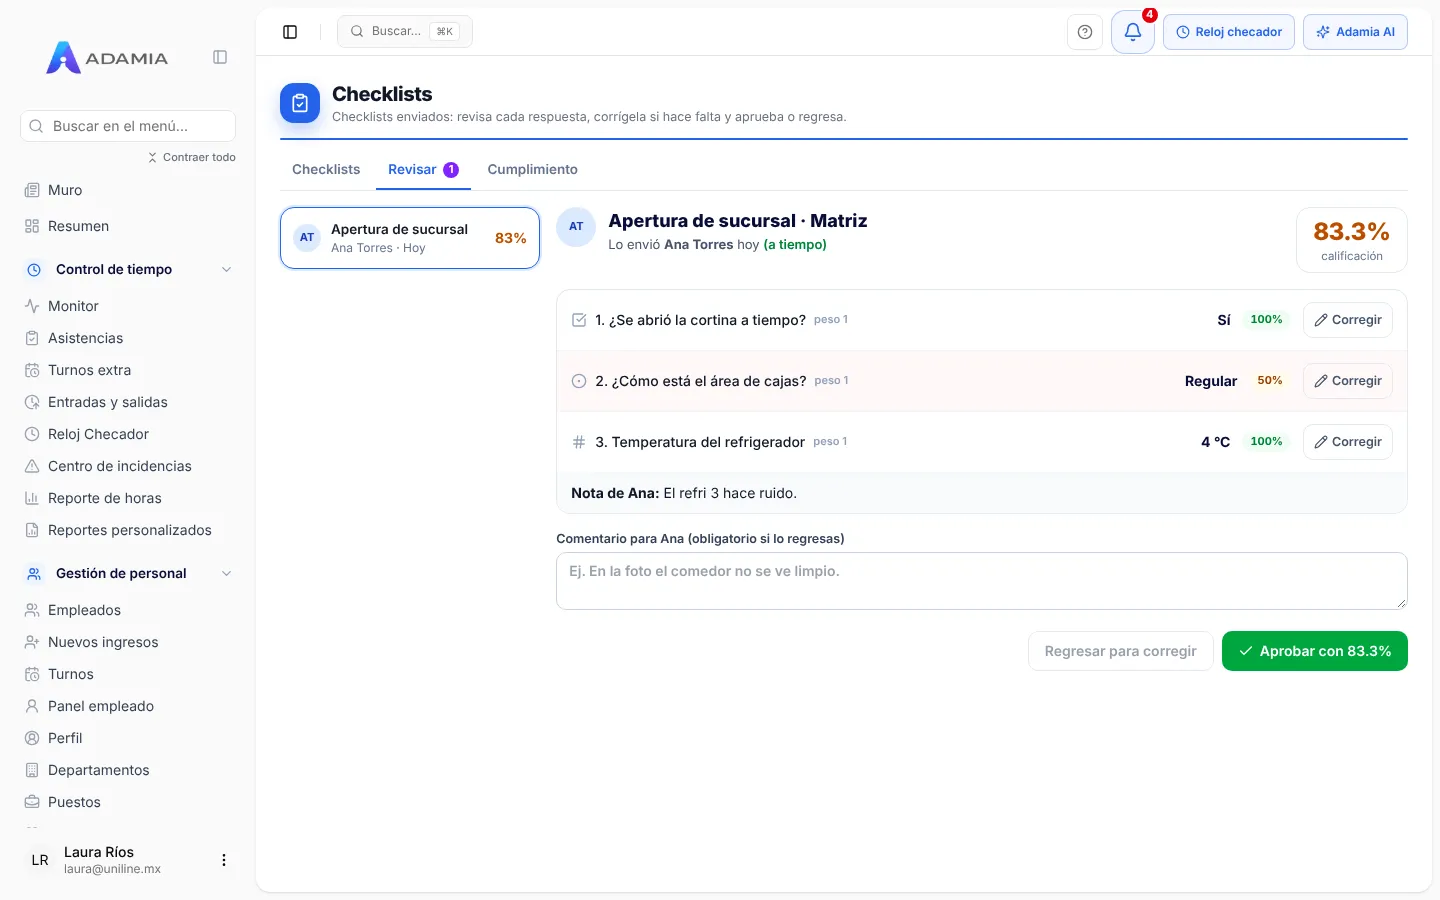 ADAMIA
Buscar en el menú...
Contraer todo
Muro
Resumen
Control de tiempo
Monitor
Asistencias
Turnos extra
Entradas y salidas
Reloj Checador
Centro de incidencias
Reporte de horas
Reportes personalizados
Gestión de personal
Empleados
Nuevos ingresos
Turnos
Panel empleado
Perfil
Departamentos
Puestos
LR
Laura Ríos
laura@uniline.mx
Buscar... ⌘K
4
Reloj checador
Adamia AI
Checklists
Checklists enviados: revisa cada respuesta, corrígela si hace falta y aprueba o regresa.
Checklists
Revisar 1
Cumplimiento
AT
Apertura de sucursal
Ana Torres · Hoy
83%
AT
Apertura de sucursal · Matriz
Lo envió Ana Torres hoy (a tiempo)
83.3%
calificación
1. ¿Se abrió la cortina a tiempo? peso 1 Sí 100% Corregir
2. ¿Cómo está el área de cajas? peso 1 Regular 50% Corregir
3. Temperatura del refrigerador peso 1 4 °C 100% Corregir
Nota de Ana: El refri 3 hace ruido.
Comentario para Ana (obligatorio si lo regresas)
Ej. En la foto el comedor no se ve limpio.
Regresar para corregir
Aprobar con 83.3%